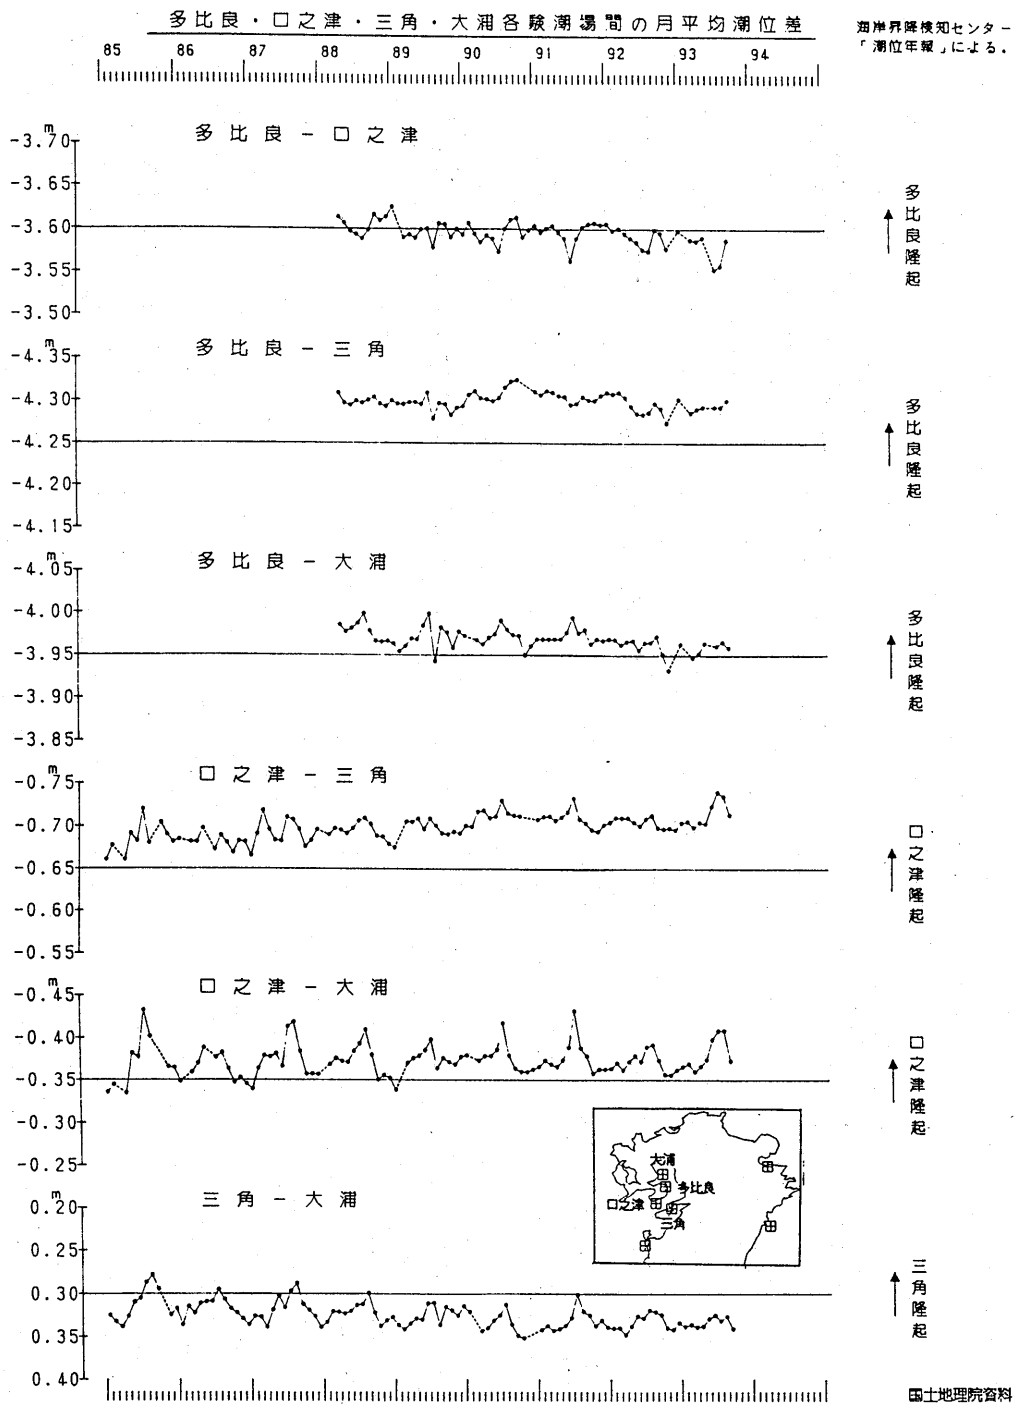 多比良・口之津・三角・大浦各験潮場間の月平均潮位差
海岸昇降検知センター
「潮位年報」による.
85 86 87 88 89 90 91 92 93 94
多比良－口之津
m
-3.70
-3.65
-3.60
-3.55
-3.50
多比良隆起
多比良－三角
m
-4.35
-4.30
-4.25
-4.20
-4.15
多比良隆起
多比良－大浦
m
-4.05
-4.00
-3.95
-3.90
-3.85
多比良隆起
口之津－三角
m
-0.75
-0.70
-0.65
-0.60
-0.55
口之津隆起
口之津－大浦
m
-0.45
-0.40
-0.35
-0.30
-0.25
口之津隆起
大浦
多比良
口之津
三角
三角－大浦
m
0.20
0.25
0.30
0.35
0.40
三角隆起
国土地理院資料